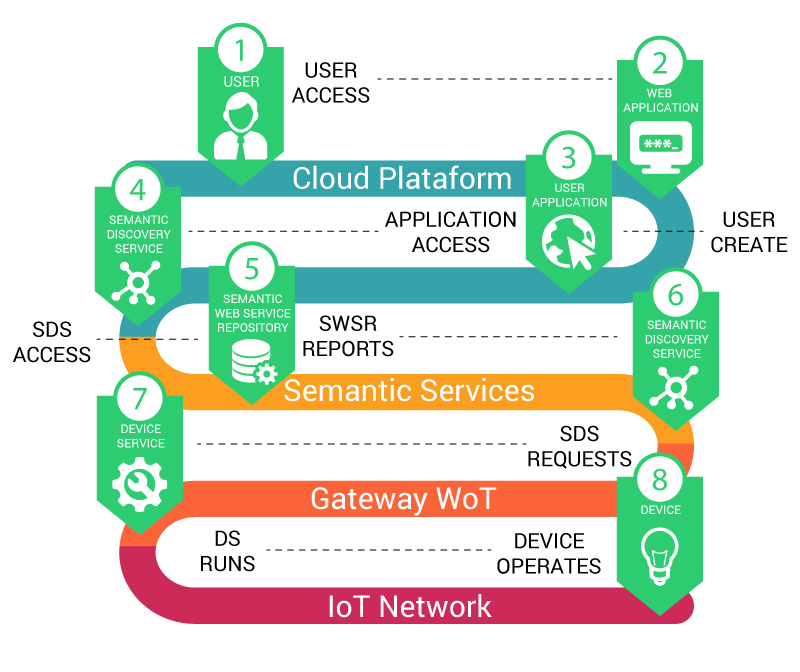 1
USER
USER
ACCESS
2
WEB
APPLICATION
***_
3
USER
APPLICATION
Cloud Plataform
4
SEMANTIC
DISCOVERY
SERVICE
APPLICATION
ACCESS
USER
CREATE
5
SEMANTIC
WEB SERVICE
REPOSITORY
6
SEMANTIC
DISCOVERY
SERVICE
SDS
ACCESS
SWSR
REPORTS
Semantic Services
7
DEVICE
SERVICE
SDS
REQUESTS
8
DEVICE
Gateway WoT
DS
RUNS
DEVICE
OPERATES
IoT Network